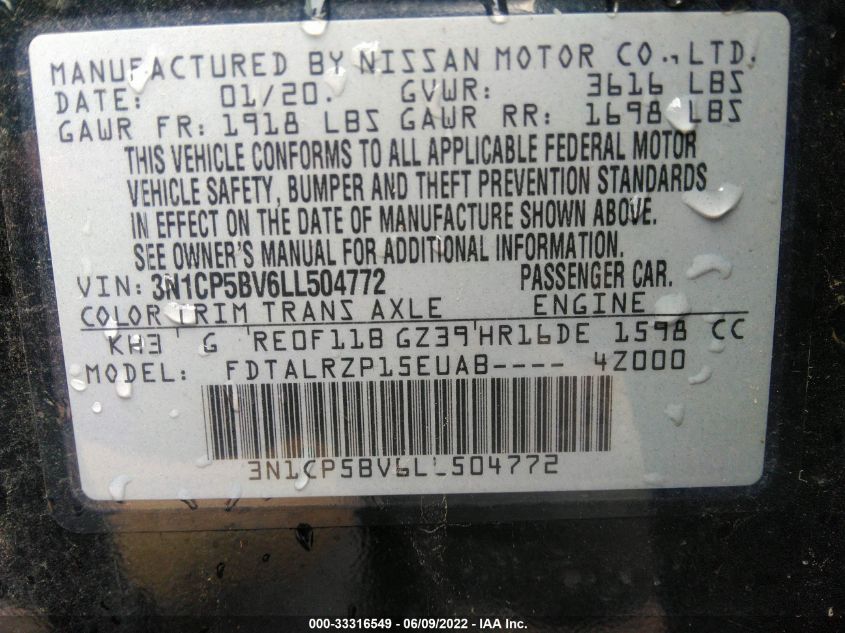 MANUFACTURED BY NISSAN MOTOR CO., LTD.
DATE: 01/20. GVWR: 3616 LBS
GAWR FR: 1918 LBS GAWR RR: 1698 LBS
THIS VEHICLE CONFORMS TO ALL APPLICABLE FEDERAL MOTOR
VEHICLE SAFETY, BUMPER AND THEFT PREVENTION STANDARDS
IN EFFECT ON THE DATE OF MANUFACTURE SHOWN ABOVE.
SEE OWNER'S MANUAL FOR ADDITIONAL INFORMATION.
VIN: 3N1CP5BV6LL504772 PASSENGER CAR.
COLOR TRIM TRANS AXLE ENGINE
KH3 G RE0F11B GZ39 HR16DE 1598 CC
MODEL: FDTALRZP15EUAB---- 4Z000
3N1CP5BV6LL504772
000-33316549 - 06/09/2022 - IAA Inc.